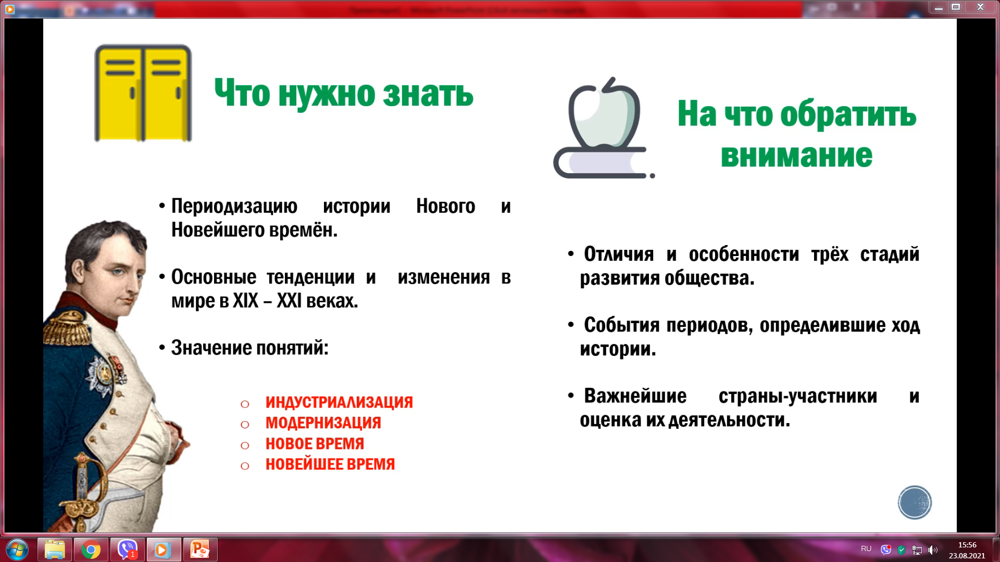 Что нужно знать
На что обратить
внимание
• Периодизацию истории Нового и
Новейшего времён.
• Основные тенденции и изменения в
мире в XIX – XXI веках.
• Значение понятий:
o ИНДУСТРИАЛИЗАЦИЯ
o МОДЕРНИЗАЦИЯ
o НОВОЕ ВРЕМЯ
o НОВЕЙШЕЕ ВРЕМЯ
• Отличия и особенности трёх стадий
развития общества.
• События периодов, определившие ход
истории.
• Важнейшие страны-участники и
оценка их деятельности.
1
RU
15:56
23.08.2021